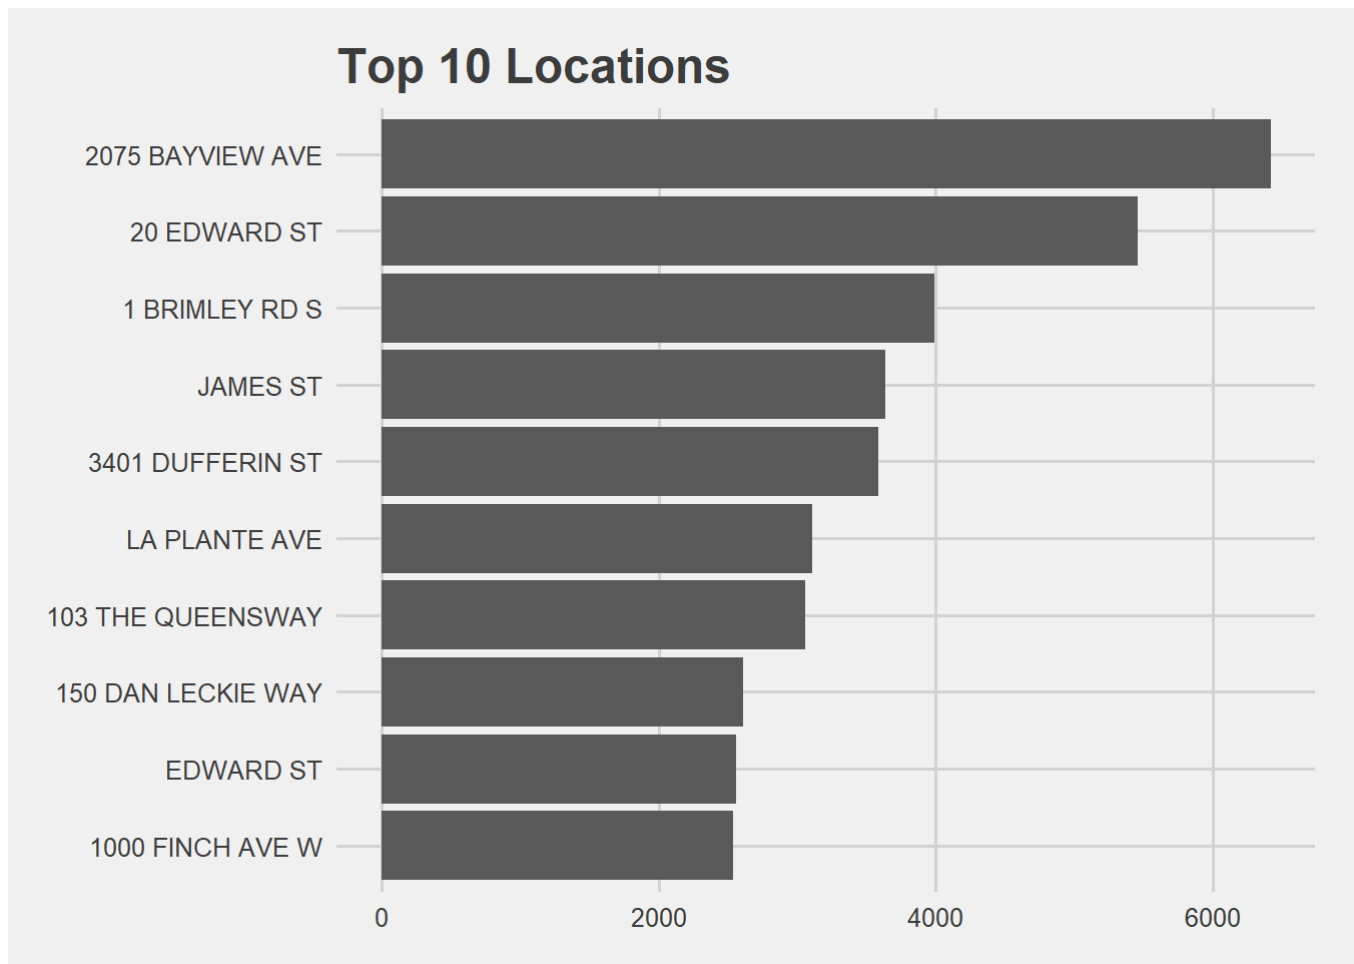 Top 10 Locations
2075 BAYVIEW AVE
20 EDWARD ST
1 BRIMLEY RD S
JAMES ST
3401 DUFFERIN ST
LA PLANTE AVE
103 THE QUEENSWAY
150 DAN LECKIE WAY
EDWARD ST
1000 FINCH AVE W
0 2000 4000 6000